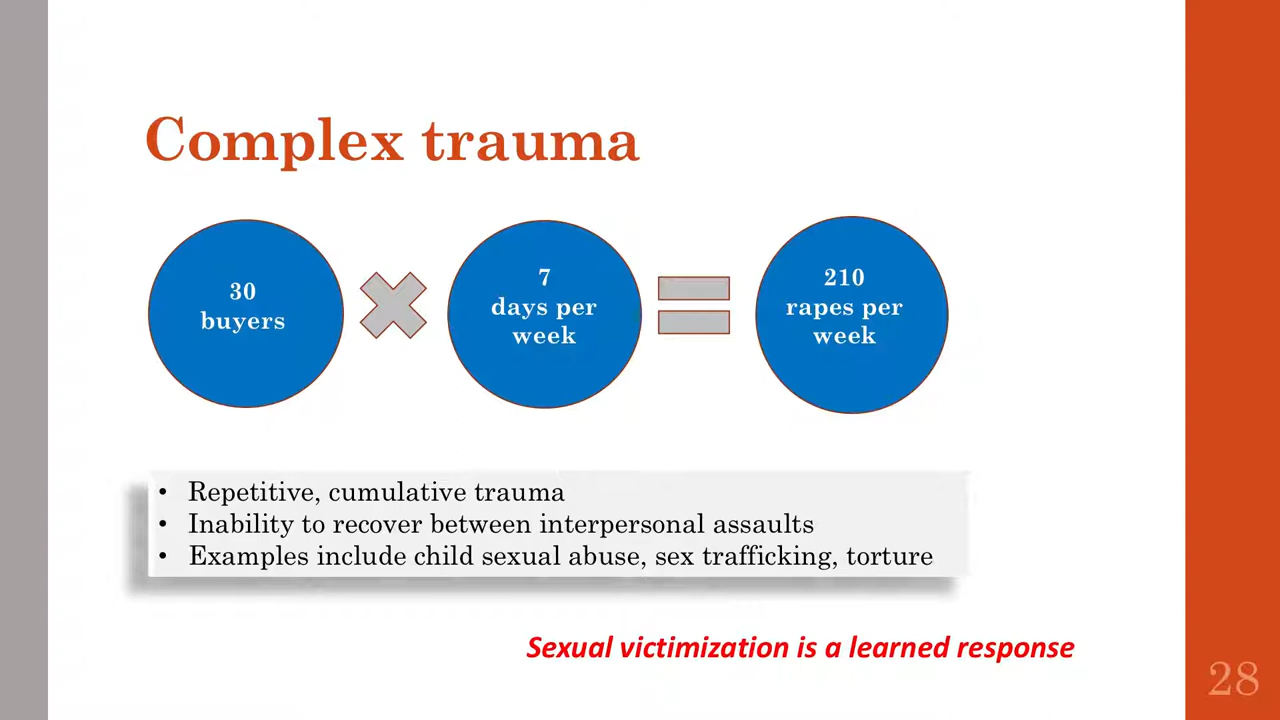 Complex trauma
30
buyers
7
days per
week
210
rapes per
week
• Repetitive, cumulative trauma
• Inability to recover between interpersonal assaults
• Examples include child sexual abuse, sex trafficking, torture
Sexual victimization is a learned response
28